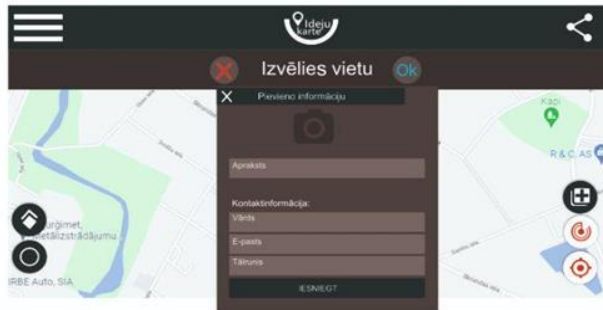 Ideju
karte
Izvēlies vietu
Ok
X
Pievieno informāciju
Apraksts
Kontaktinformācija:
Vārds
E-pasts
Tālrunis
IESNIEGT
Kapi
R & C, AS
IRBE Auto, SIA